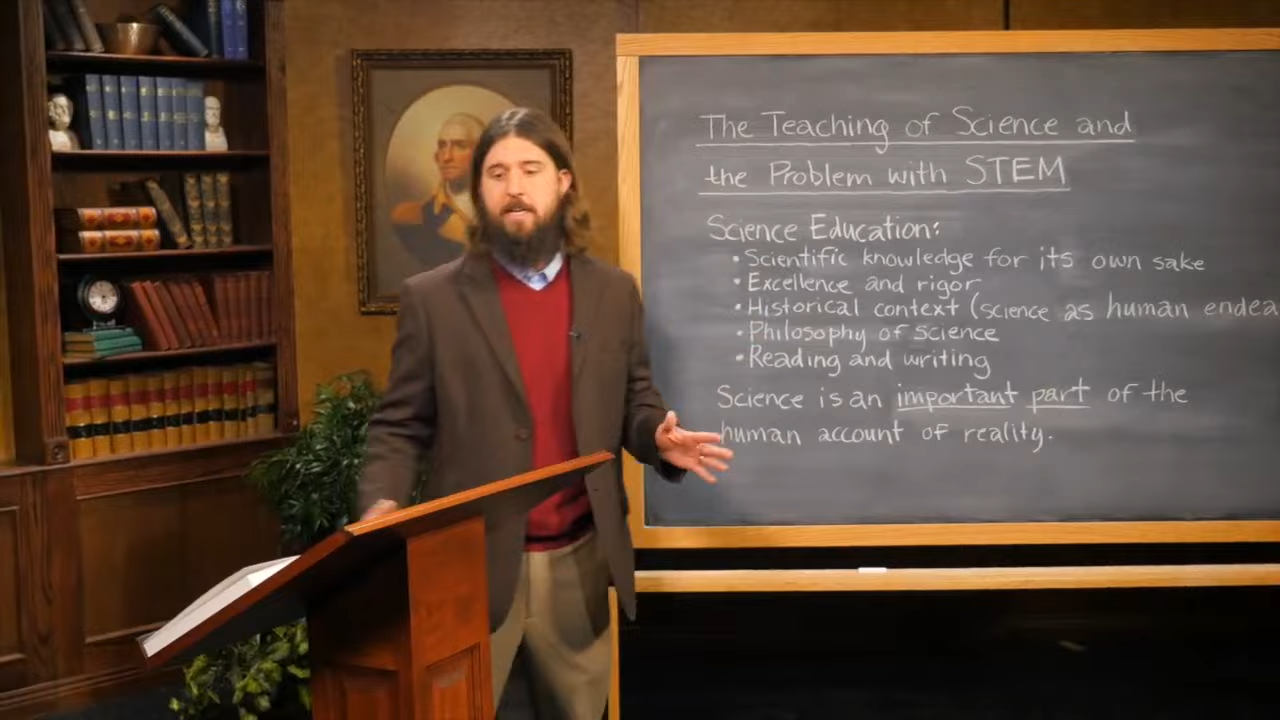 The Teaching of Science and
the Problem with STEM
Science Education:
• Scientific knowledge for its own sake
• Excellence and rigor
• Historical context (science as human endea
• Philosophy of science
• Reading and writing
Science is an important part of the
human account of reality.